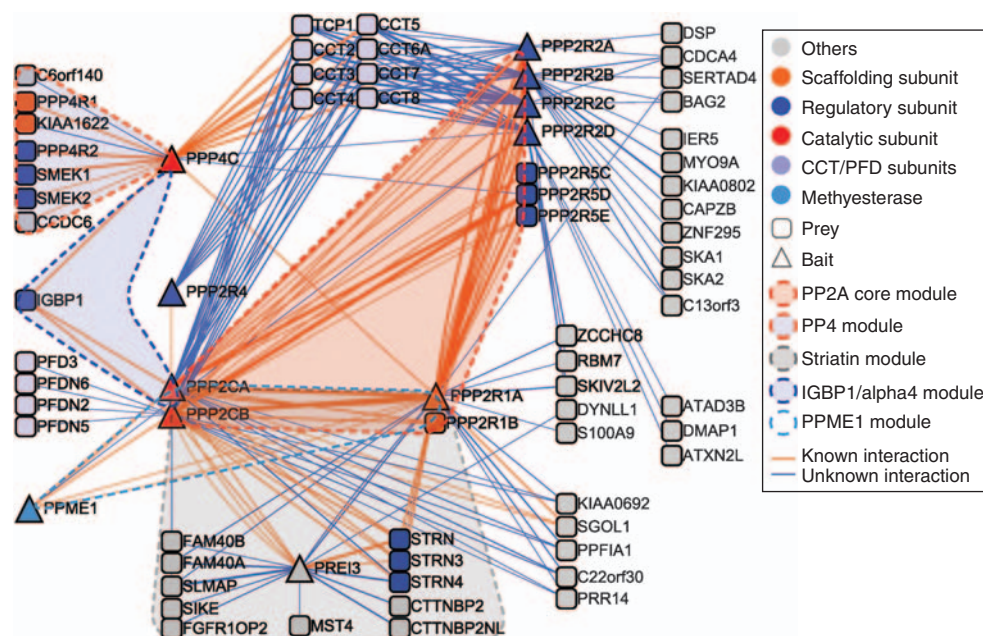 TCP1
CCT2
CCT3
CCT4
CCT5
CCT6A
CCT7
CCT8
C6orf140
PPP4R1
KIAA1622
PPP4R2
SMEK1
SMEK2
CCDC6
PPP4C
PPP2R2A
PPP2R2B
PPP2R2C
PPP2R2D
PPP2R5C
PPP2R5D
PPP2R5E
DSP
CDCA4
SERTAD4
BAG2
IER5
MYO9A
KIAA0802
CAPZB
ZNF295
SKA1
SKA2
C13orf3
IGBP1
PPP2R4
PFD3
PFDN6
PFDN2
PFDN5
PPP2CA
PPP2CB
PPP2R1A
PPP2R1B
ZCCHC8
RBM7
SKIV2L2
DYNLL1
S100A9
ATAD3B
DMAP1
ATXN2L
PPME1
KIAA0692
SGOL1
PPFIA1
C22orf30
PRR14
FAM40B
FAM40A
SLMAP
SIKE
FGFR1OP2
PREI3
MST4
STRN
STRN3
STRN4
CTTNBP2
CTTNBP2NL
Others
Scaffolding subunit
Regulatory subunit
Catalytic subunit
CCT/PFD subunits
Methyesterase
Prey
Bait
PP2A core module
PP4 module
Striatin module
IGBP1/alpha4 module
PPME1 module
Known interaction
Unknown interaction